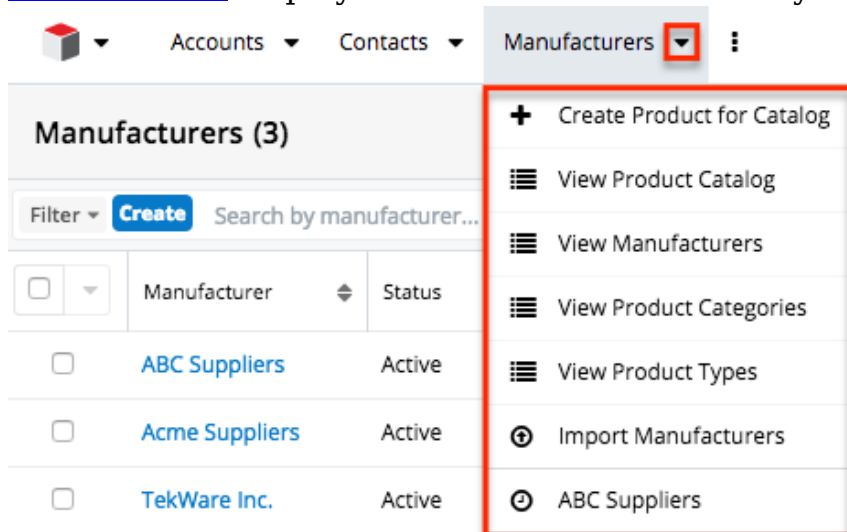 Accounts Contacts Manufacturers
Manufacturers (3)
Create Product for Catalog
View Product Catalog
Filter Create Search by manufacturer...
View Manufacturers
Manufacturer Status
View Product Categories
ABC Suppliers Active
View Product Types
Acme Suppliers Active
Import Manufacturers
TekWare Inc. Active
ABC Suppliers